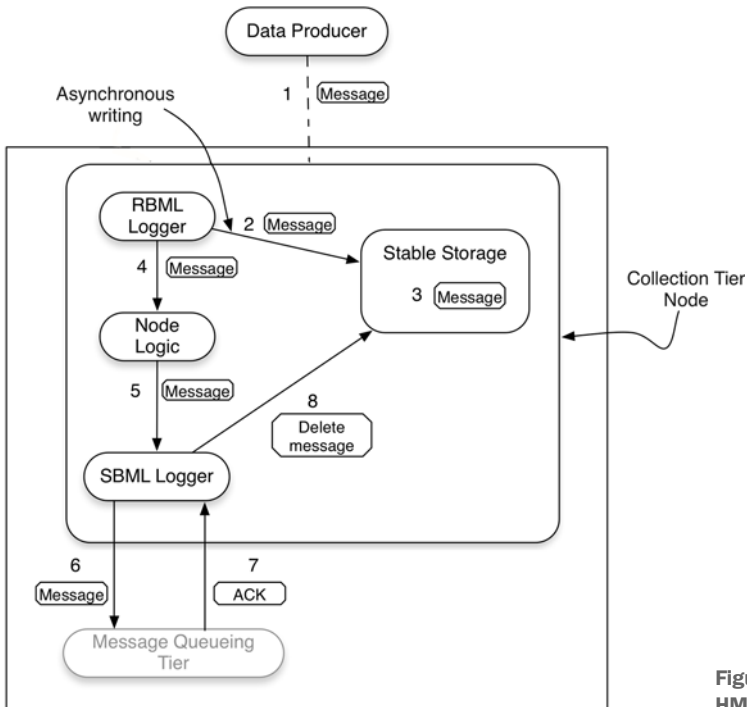 Data Producer
1 Message
Asynchronous
writing
RBML
Logger
2 Message
Stable Storage
3 Message
4 Message
Collection Tier
Node
Node
Logic
5 Message
8
Delete
message
SBML Logger
6
Message
7
ACK
Message Queueing
Tier